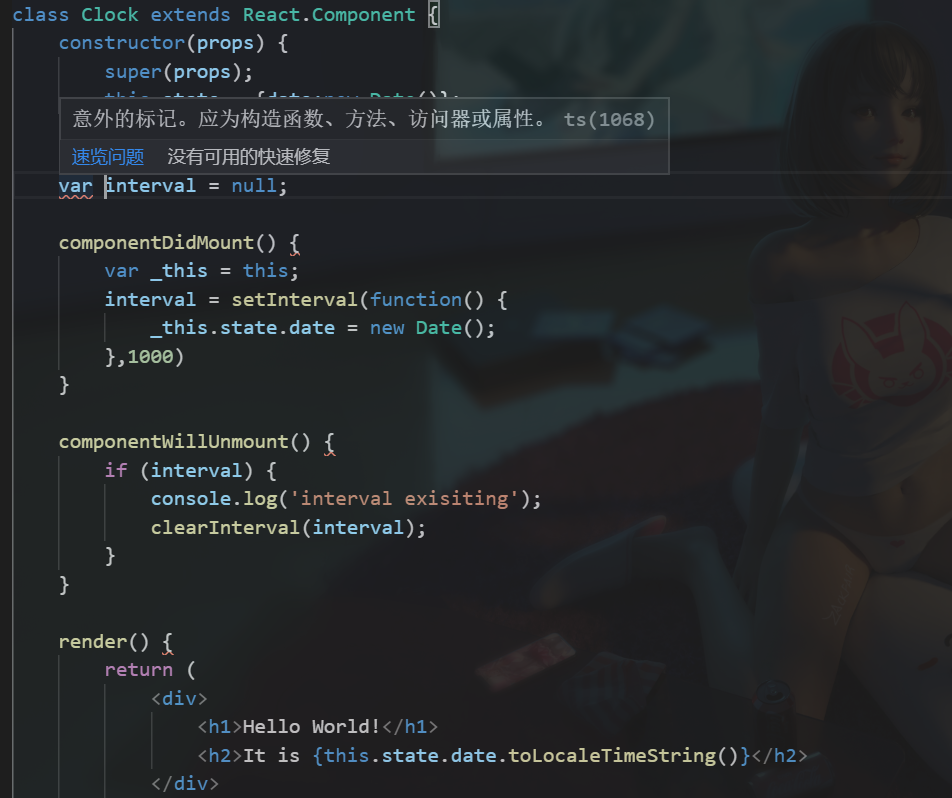 class Clock extends React.Component {
constructor(props) {
super(props);
this.state = {date:new Date()};
意外的标记。应为构造函数、方法、访问器或属性。 ts(1068)
速览问题 没有可用的快速修复
var interval = null;
componentDidMount() {
var _this = this;
interval = setInterval(function() {
_this.state.date = new Date();
},1000)
}
componentWillUnmount() {
if (interval) {
console.log('interval exisiting');
clearInterval(interval);
}
}
render() {
return (
<div>
<h1>Hello World!</h1>
<h2>It is {this.state.date.toLocaleTimeString()}</h2>
</div>